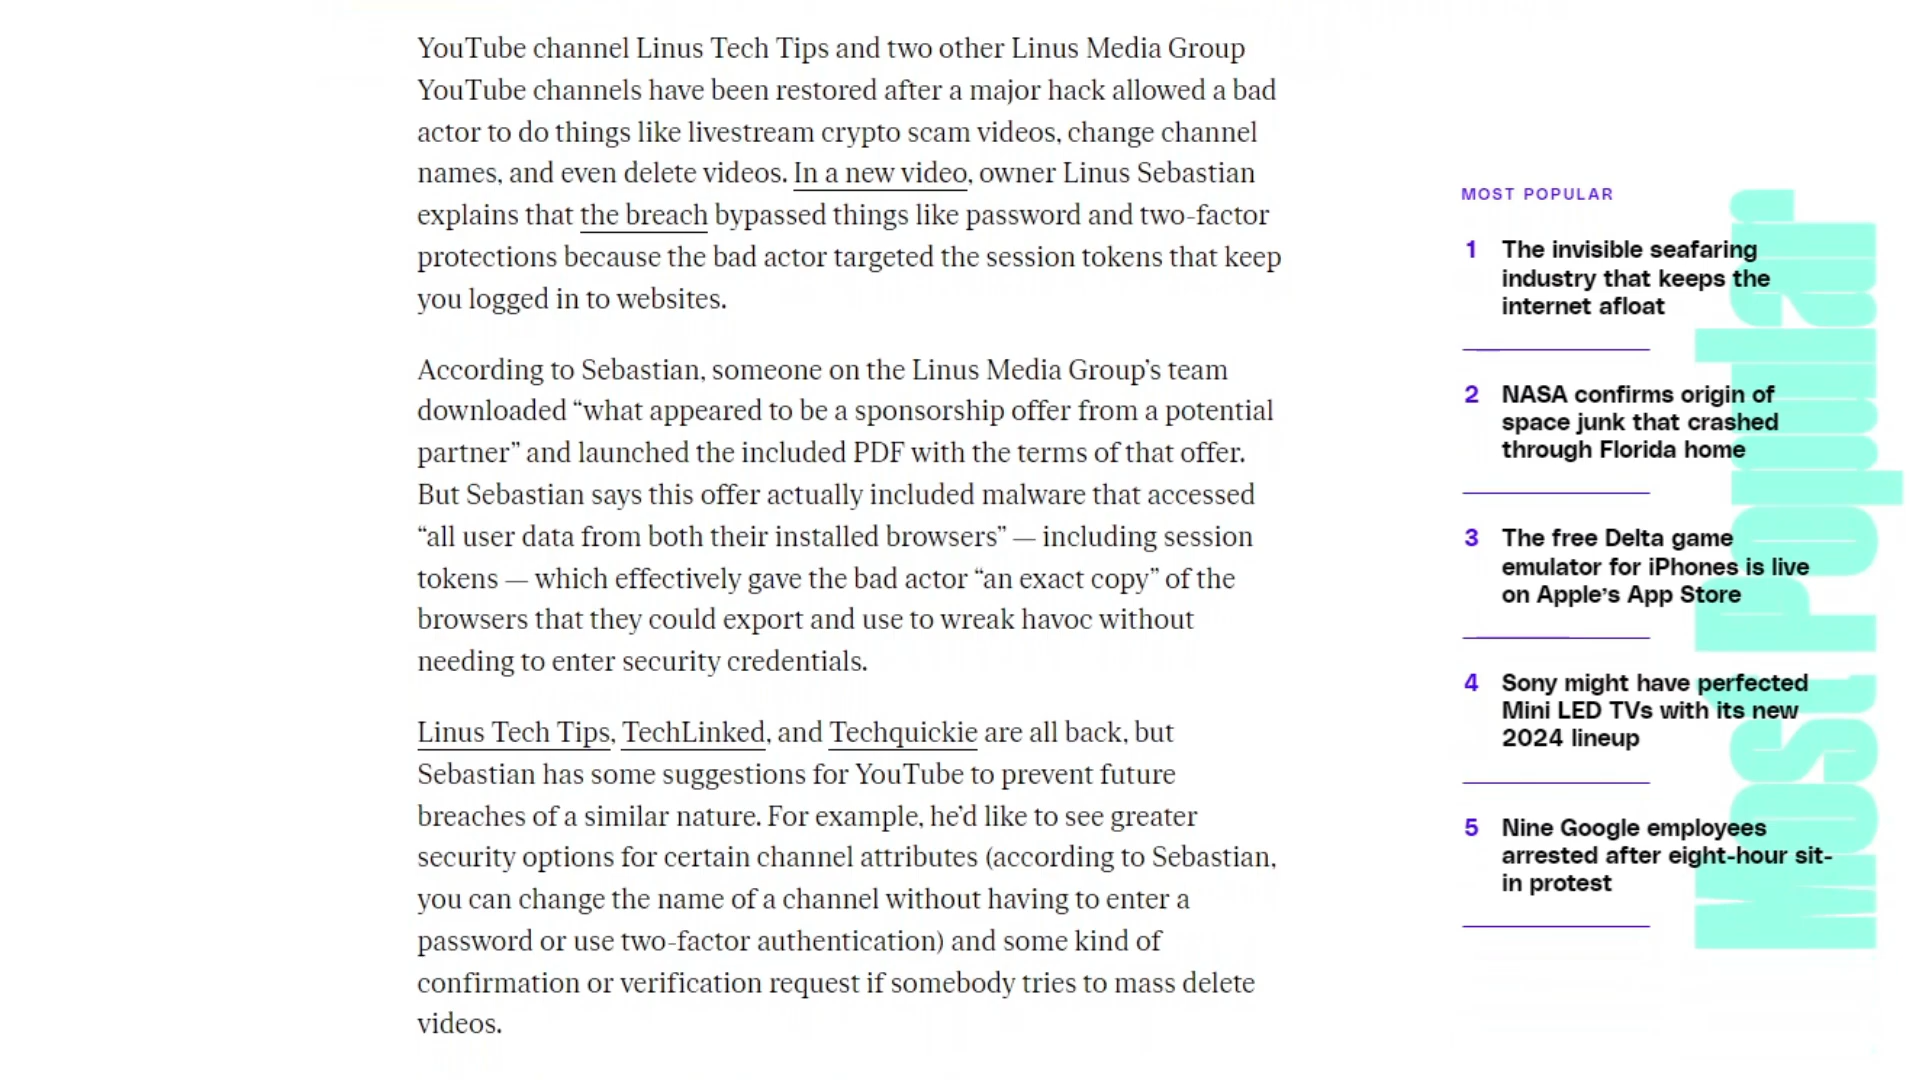 YouTube channel Linus Tech Tips and two other Linus Media Group
YouTube channels have been restored after a major hack allowed a bad
actor to do things like livestream crypto scam videos, change channel
names, and even delete videos. In a new video, owner Linus Sebastian
explains that the breach bypassed things like password and two-factor
protections because the bad actor targeted the session tokens that keep
you logged in to websites.
According to Sebastian, someone on the Linus Media Group’s team
downloaded “what appeared to be a sponsorship offer from a potential
partner” and launched the included PDF with the terms of that offer.
But Sebastian says this offer actually included malware that accessed
“all user data from both their installed browsers” — including session
tokens — which effectively gave the bad actor “an exact copy” of the
browsers that they could export and use to wreak havoc without
needing to enter security credentials.
Linus Tech Tips, TechLinked, and Techquickie are all back, but
Sebastian has some suggestions for YouTube to prevent future
breaches of a similar nature. For example, he’d like to see greater
security options for certain channel attributes (according to Sebastian,
you can change the name of a channel without having to enter a
password or use two-factor authentication) and some kind of
confirmation or verification request if somebody tries to mass delete
videos.
MOST POPULAR
1 The invisible seafaring
industry that keeps the
internet afloat
2 NASA confirms origin of
space junk that crashed
through Florida home
3 The free Delta game
emulator for iPhones is live
on Apple’s App Store
4 Sony might have perfected
Mini LED TVs with its new
2024 lineup
5 Nine Google employees
arrested after eight-hour sit-
in protest
Most Popular